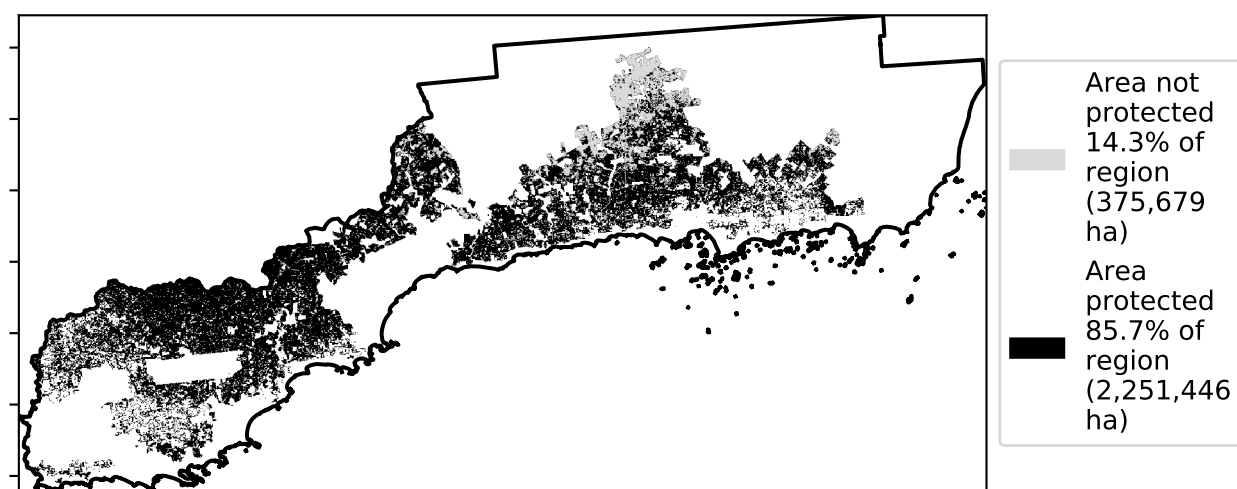 Area not
protected
14.3% of
region
(375,679
ha)
Area
protected
85.7% of
region
(2,251,446
ha)